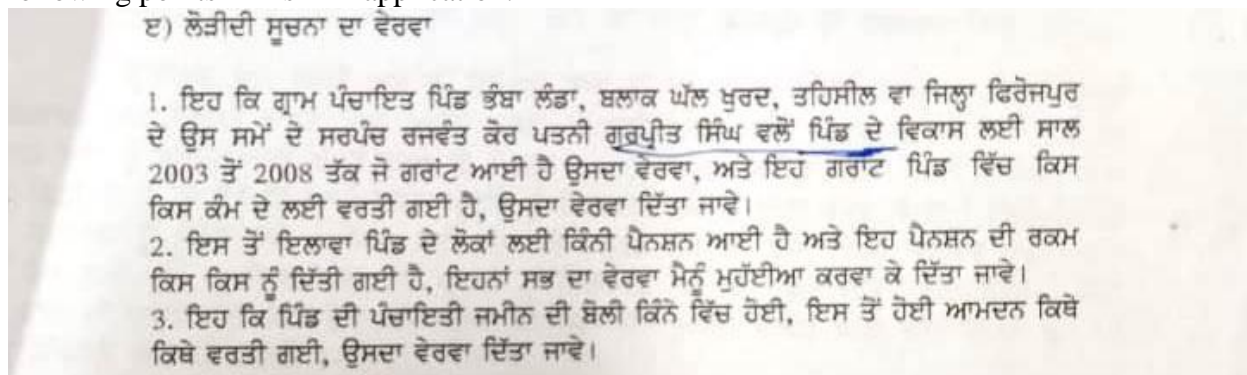 ੲ) ਲੋੜੀਦੀ ਸੂਚਨਾ ਦਾ ਵੇਰਵਾ
1. ਇਹ ਕਿ ਗ੍ਰਾਮ ਪੰਚਾਇਤ ਪਿੰਡ ਭੰਬਾ ਲੰਡਾ, ਬਲਾਕ ਘੱਲ ਖੁਰਦ, ਤਹਿਸੀਲ ਵਾ ਜਿਲ੍ਹਾ ਫਿਰੋਜਪੁਰ
ਦੇ ਉਸ ਸਮੇਂ ਦੇ ਸਰਪੰਚ ਰਜਵੰਤ ਕੋਰ ਪਤਨੀ ਗੁਰਪ੍ਰੀਤ ਸਿੰਘ ਵਲੋਂ ਪਿੰਡ ਦੇ ਵਿਕਾਸ ਲਈ ਸਾਲ
2003 ਤੋਂ 2008 ਤੱਕ ਜੋ ਗਰਾਂਟ ਆਈ ਹੈ ਉਸਦਾ ਵੇਰਵਾ, ਅਤੇ ਇਹ ਗਰਾਂਟ ਪਿੰਡ ਵਿੱਚ ਕਿਸ
ਕਿਸ ਕੰਮ ਦੇ ਲਈ ਵਰਤੀ ਗਈ ਹੈ, ਉਸਦਾ ਵੇਰਵਾ ਦਿੱਤਾ ਜਾਵੇ।
2. ਇਸ ਤੋਂ ਇਲਾਵਾ ਪਿੰਡ ਦੇ ਲੋਕਾਂ ਲਈ ਕਿੰਨੀ ਪੈਨਸ਼ਨ ਆਈ ਹੈ ਅਤੇ ਇਹ ਪੈਨਸ਼ਨ ਦੀ ਰਕਮ
ਕਿਸ ਕਿਸ ਨੂੰ ਦਿੱਤੀ ਗਈ ਹੈ, ਇਹਨਾਂ ਸਭ ਦਾ ਵੇਰਵਾ ਮੈਨੂੰ ਮੁਹੱਈਆ ਕਰਵਾ ਕੇ ਦਿੱਤਾ ਜਾਵੇ।
3. ਇਹ ਕਿ ਪਿੰਡ ਦੀ ਪੰਚਾਇਤੀ ਜਮੀਨ ਦੀ ਬੋਲੀ ਕਿੰਨੇ ਵਿੱਚ ਹੋਈ, ਇਸ ਤੋਂ ਹੋਈ ਆਮਦਨ ਕਿਥੇ
ਕਿਥੇ ਵਰਤੀ ਗਈ, ਉਸਦਾ ਵੇਰਵਾ ਦਿੱਤਾ ਜਾਵੇ।